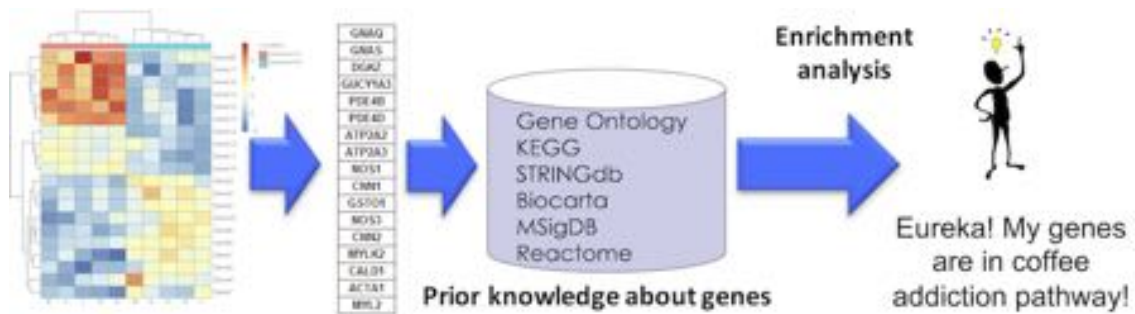 GNAQ
GNAS
DGKZ
GUCY1A3
PDE4B
PDE4D
ATP2A2
ATP2A3
NOS1
CNN1
GSTO1
NOS3
CNN2
MYLK2
CALD1
ACTA1
MYL2
Gene Ontology
KEGG
STRINGdb
Biocarta
MSigDB
Reactome
Prior knowledge about genes
Enrichment
analysis
Eureka! My genes
are in coffee
addiction pathway!